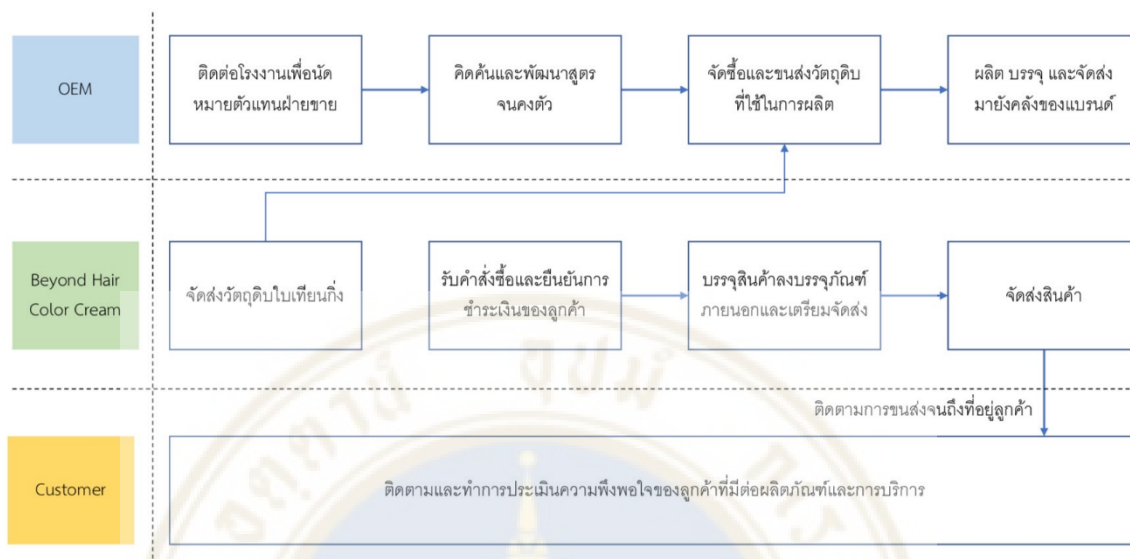 OEM
ติดต่อโรงงานเพื่อนัด
หมายตัวแทนฝ่ายขาย
คิดค้นและพัฒนาสูตร
จนคงตัว
จัดซื้อและขนส่งวัตถุดิบ
ที่ใช้ในการผลิต
ผลิต บรรจุ และจัดส่ง
มายังคลังของแบรนด์
Beyond Hair
Color Cream
จัดส่งวัตถุดิบใบเทียนกิ่ง
รับคำสั่งซื้อและยืนยันการ
ชำระเงินของลูกค้า
บรรจุสินค้าลงบรรจุภัณฑ์
ภายนอกและเตรียมจัดส่ง
จัดส่งสินค้า
ติดตามการขนส่งจนถึงที่อยู่ลูกค้า
Customer
ติดตามและทำการประเมินความพึงพอใจของลูกค้าที่มีต่อผลิตภัณฑ์และการบริการ